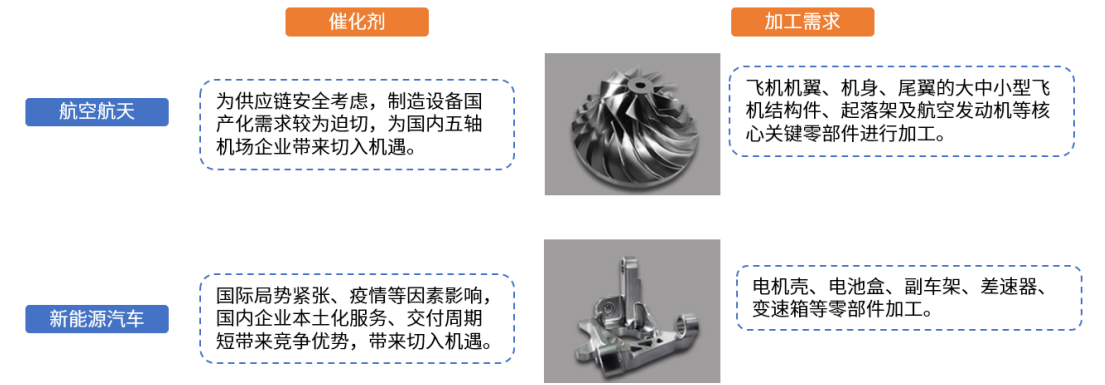 催化剂
加工需求
航空航天
为供应链安全考虑，制造设备国
产化需求较为迫切，为国内五轴
机场企业带来切入机遇。
飞机机翼、机身、尾翼的大中小型飞
机结构件、起落架及航空发动机等核
心关键零部件进行加工。
新能源汽车
国际局势紧张、疫情等因素影响，
国内企业本土化服务、交付周期
短带来竞争优势，带来切入机遇。
电机壳、电池盒、副车架、差速器、
变速箱等零部件加工。